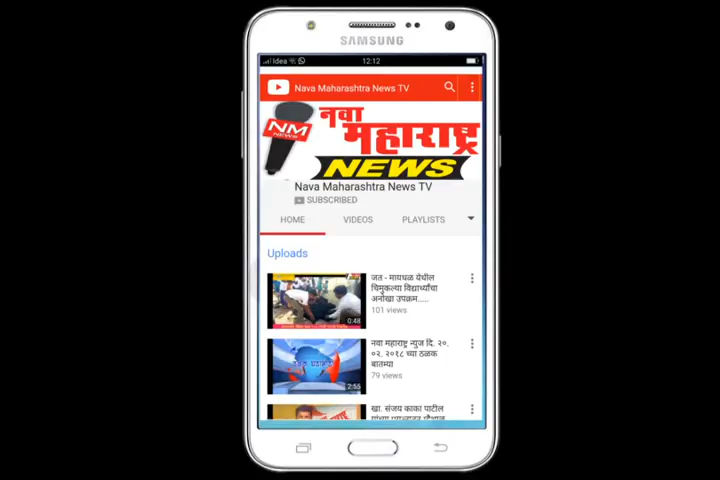 SAMSUNG
Idea
12:12
Nava Maharashtra News TV
नवा
NM
NEWS
महाराष्ट्र
NEWS
Nava Maharashtra News TV
SUBSCRIBED
HOME VIDEOS PLAYLISTS
Uploads
जत - मायथळ येथील
चिमुकल्या विद्यार्थ्यांचा
अनोखा उपक्रम.....
101 views
0:48
नवा महाराष्ट्र न्युज दि. २०.
०२. २०१८ च्या ठळक
बातम्या
79 views
2:55
खा. संजय काका पाटील